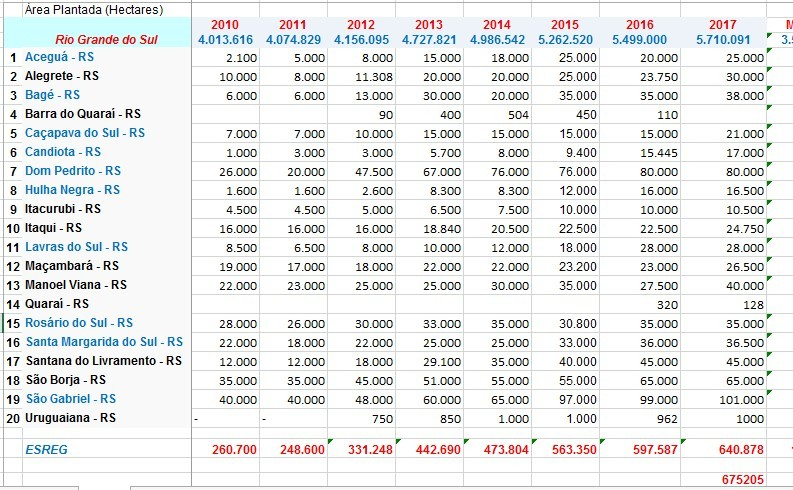 Área Plantada (Hectares)
2010 2011 2012 2013 2014 2015 2016 2017 M
Rio Grande do Sul 4.013.616 4.074.829 4.156.095 4.727.821 4.986.542 5.262.520 5.499.000 5.710.091 3.5
1 Aceguá - RS 2.100 5.000 8.000 15.000 18.000 25.000 20.000 25.000
2 Alegrete - RS 10.000 8.000 11.308 20.000 20.000 25.000 23.750 30.000
3 Bagé - RS 6.000 6.000 13.000 30.000 20.000 35.000 35.000 38.000
4 Barra do Quaraí - RS 90 400 504 450 110
5 Caçapava do Sul - RS 7.000 7.000 10.000 15.000 15.000 15.000 15.000 21.000
6 Candiota - RS 1.000 3.000 3.000 5.700 8.000 9.400 15.445 17.000
7 Dom Pedrito - RS 26.000 20.000 47.500 67.000 76.000 76.000 80.000 80.000
8 Hulha Negra - RS 1.600 1.600 2.600 8.300 8.300 12.000 16.000 16.500
9 Itacurubi - RS 4.500 4.500 5.000 6.500 7.500 10.000 10.000 10.500
10 Itaqui - RS 16.000 16.000 16.000 18.840 20.500 22.500 22.500 24.750
11 Lavras do Sul - RS 8.500 6.500 8.000 10.000 12.000 18.000 28.000 28.000
12 Maçambará - RS 19.000 17.000 18.000 22.000 22.000 23.200 23.000 26.500
13 Manoel Viana - RS 22.000 23.000 25.000 25.000 30.000 35.000 27.500 40.000
14 Quaraí - RS 320 128
15 Rosário do Sul - RS 28.000 26.000 30.000 33.000 35.000 30.800 35.000 35.000
16 Santa Margarida do Sul - RS 22.000 18.000 22.000 25.000 25.000 33.000 36.000 36.500
17 Santana do Livramento - RS 12.000 12.000 18.000 29.100 35.000 40.000 45.000 45.000
18 São Borja - RS 35.000 35.000 45.000 51.000 55.000 55.000 65.000 65.000
19 São Gabriel - RS 40.000 40.000 48.000 60.000 65.000 97.000 99.000 101.000
20 Uruguaiana - RS - - 750 850 1.000 1.000 962 1000
ESREG 260.700 248.600 331.248 442.690 473.804 563.350 597.587 640.878
675205